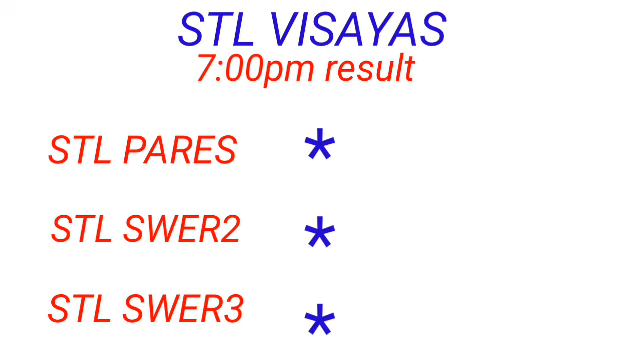 STL VISAYAS
7:00pm result
STL PARES *
STL SWER2 *
STL SWER3 *